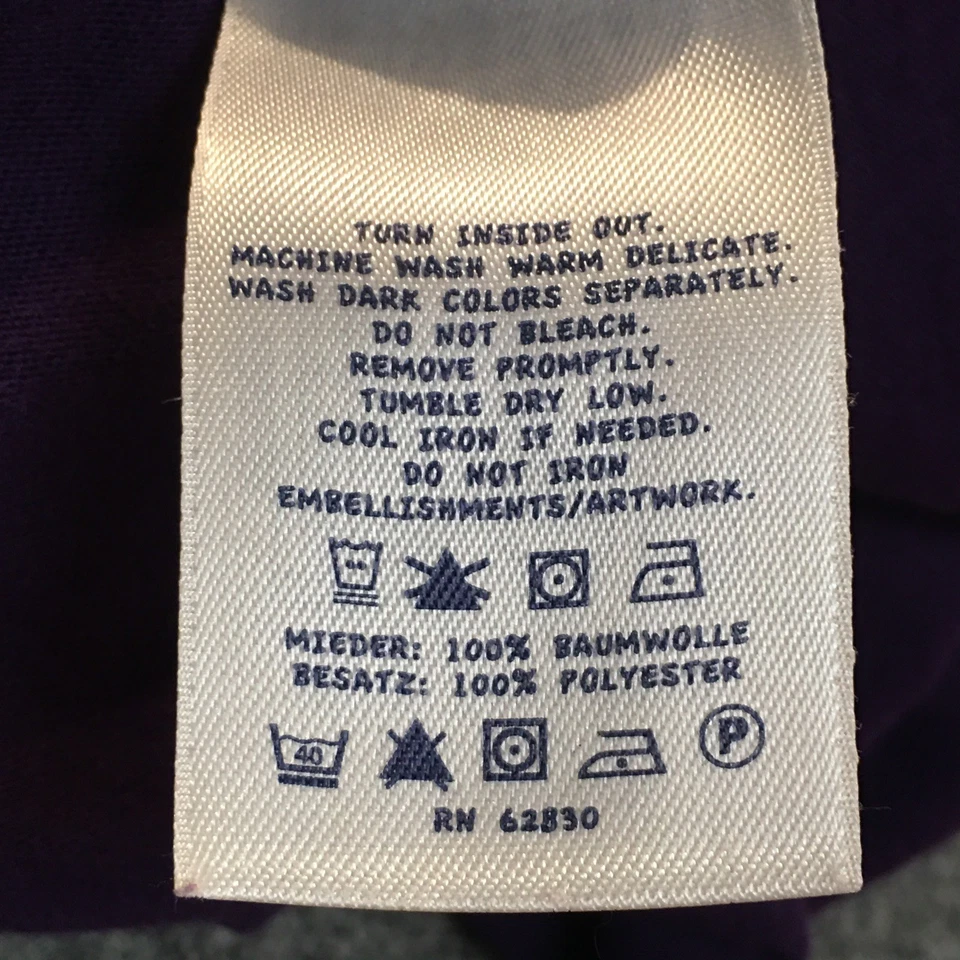 TURN INSIDE OUT.
MACHINE WASH WARM DELICATE.
WASH DARK COLORS SEPARATELY.
DO NOT BLEACH.
REMOVE PROMPTLY.
TUMBLE DRY LOW.
COOL IRON IF NEEDED.
DO NOT IRON
EMBELLISHMENTS/ARTWORK.
MIEDER: 100% BAUMWOLLE
BESATZ: 100% POLYESTER
40 P
RN 62830